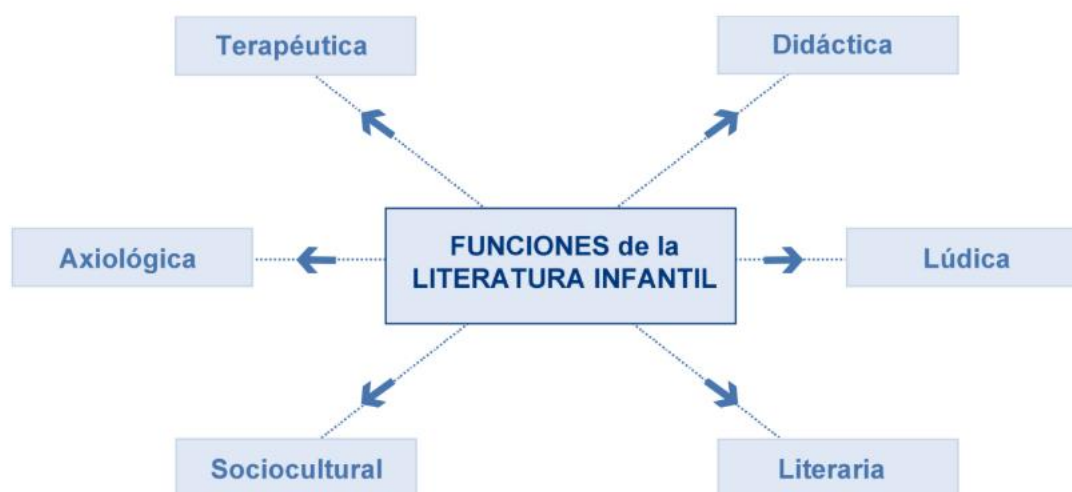 Terapéutica
Didáctica
Axiológica
FUNCIONES de la
LITERATURA INFANTIL
Lúdica
Sociocultural
Literaria